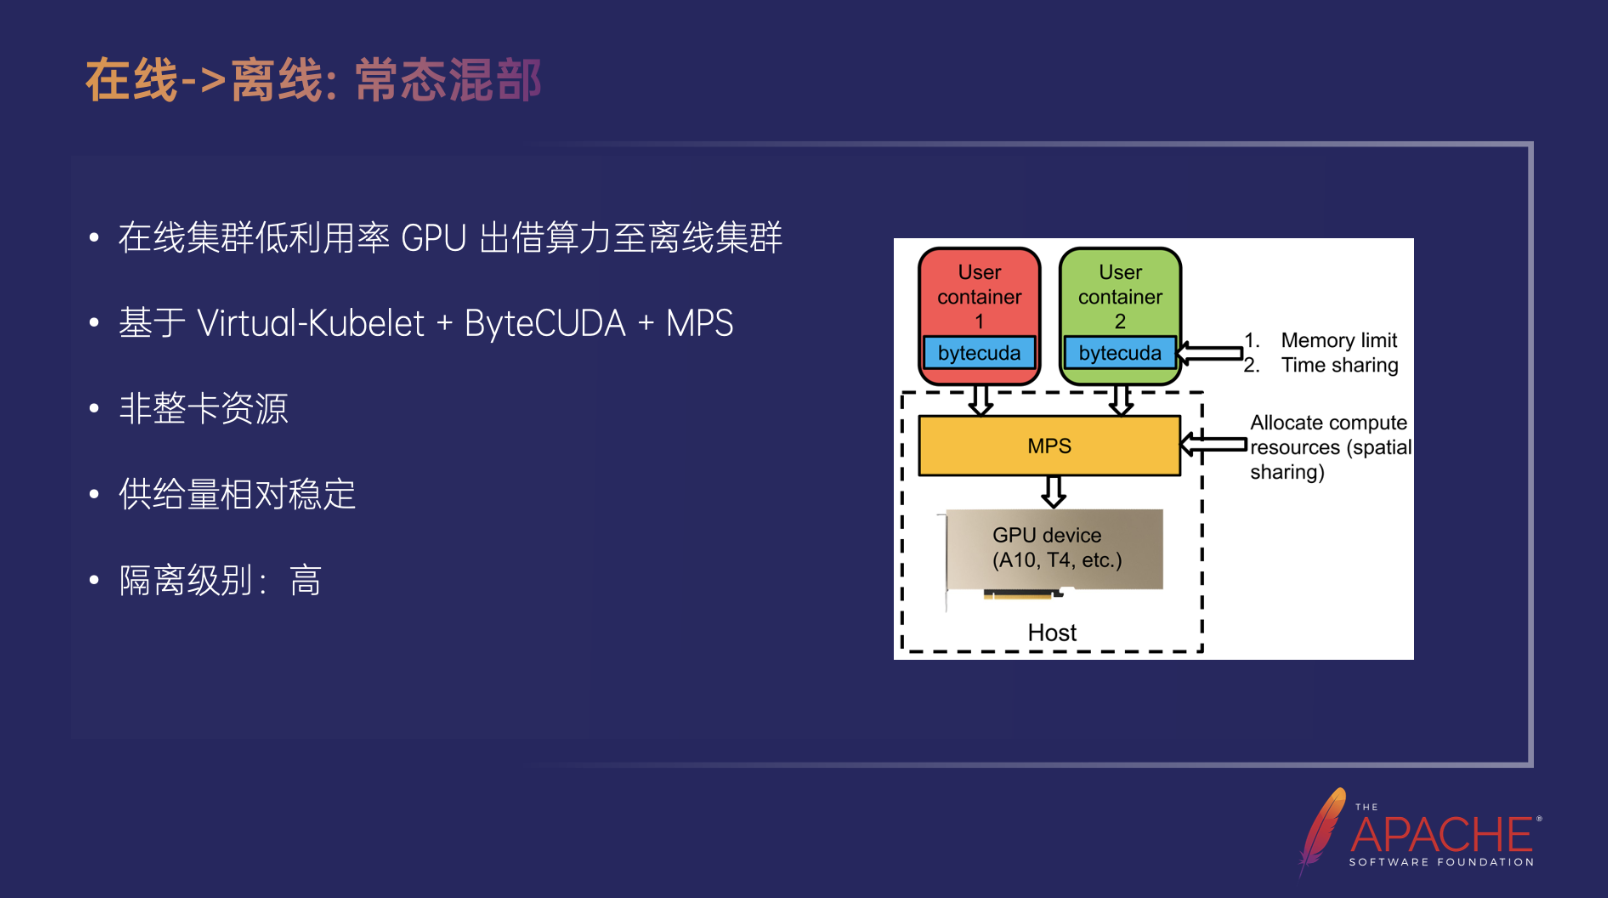 在线->离线: 常态混部
• 在线集群低利用率 GPU 出借算力至离线集群
• 基于 Virtual-Kubelet + ByteCUDA + MPS
• 非整卡资源
• 供给量相对稳定
• 隔离级别：高
User
container
1
bytecuda
User
container
2
bytecuda
1. Memory limit
2. Time sharing
MPS
Allocate compute
resources (spatial
sharing)
GPU device
(A10, T4, etc.)
Host
THE
APACHE®
SOFTWARE FOUNDATION